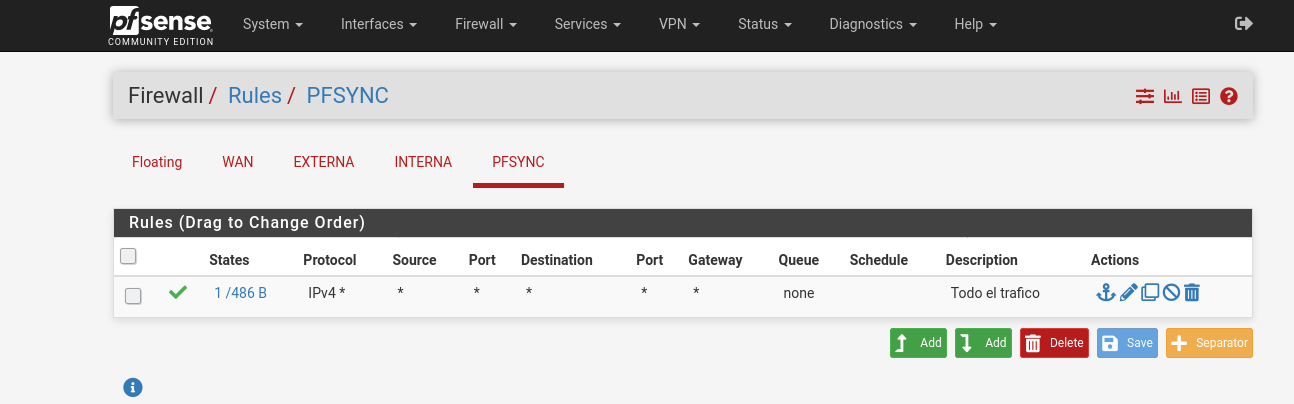 pfsense COMMUNITY EDITION System Interfaces Firewall Services VPN Status Diagnostics Help
Firewall / Rules / PFSYNC
Floating WAN EXTERNA INTERNA PFSYNC
Rules (Drag to Change Order)
States Protocol Source Port Destination Port Gateway Queue Schedule Description Actions
1 /486 B IPv4 * * * * * * none Todo el trafico
Add Add Delete Save Separator